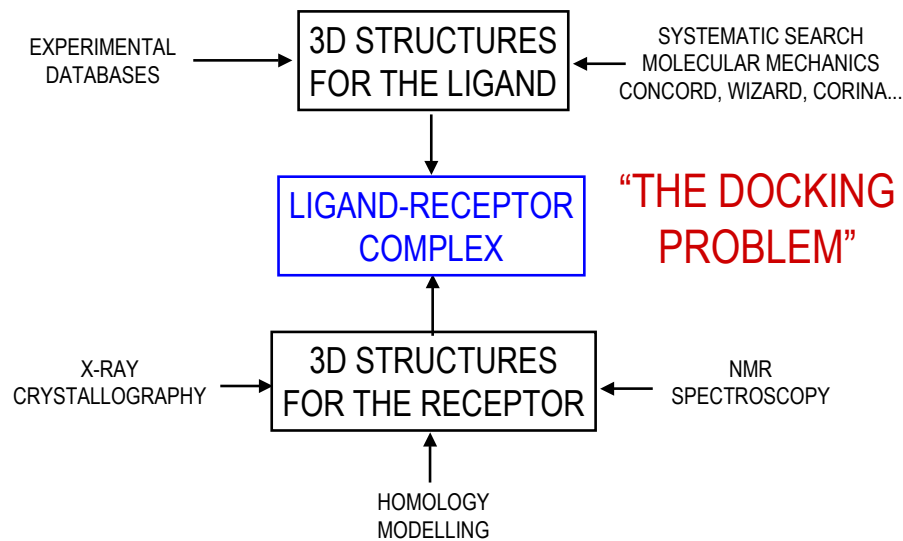 EXPERIMENTAL
DATABASES
3D STRUCTURES
FOR THE LIGAND
SYSTEMATIC SEARCH
MOLECULAR MECHANICS
CONCORD, WIZARD, CORINA...
LIGAND-RECEPTOR
COMPLEX
“THE DOCKING
PROBLEM”
X-RAY
CRYSTALLOGRAPHY
3D STRUCTURES
FOR THE RECEPTOR
NMR
SPECTROSCOPY
HOMOLOGY
MODELLING